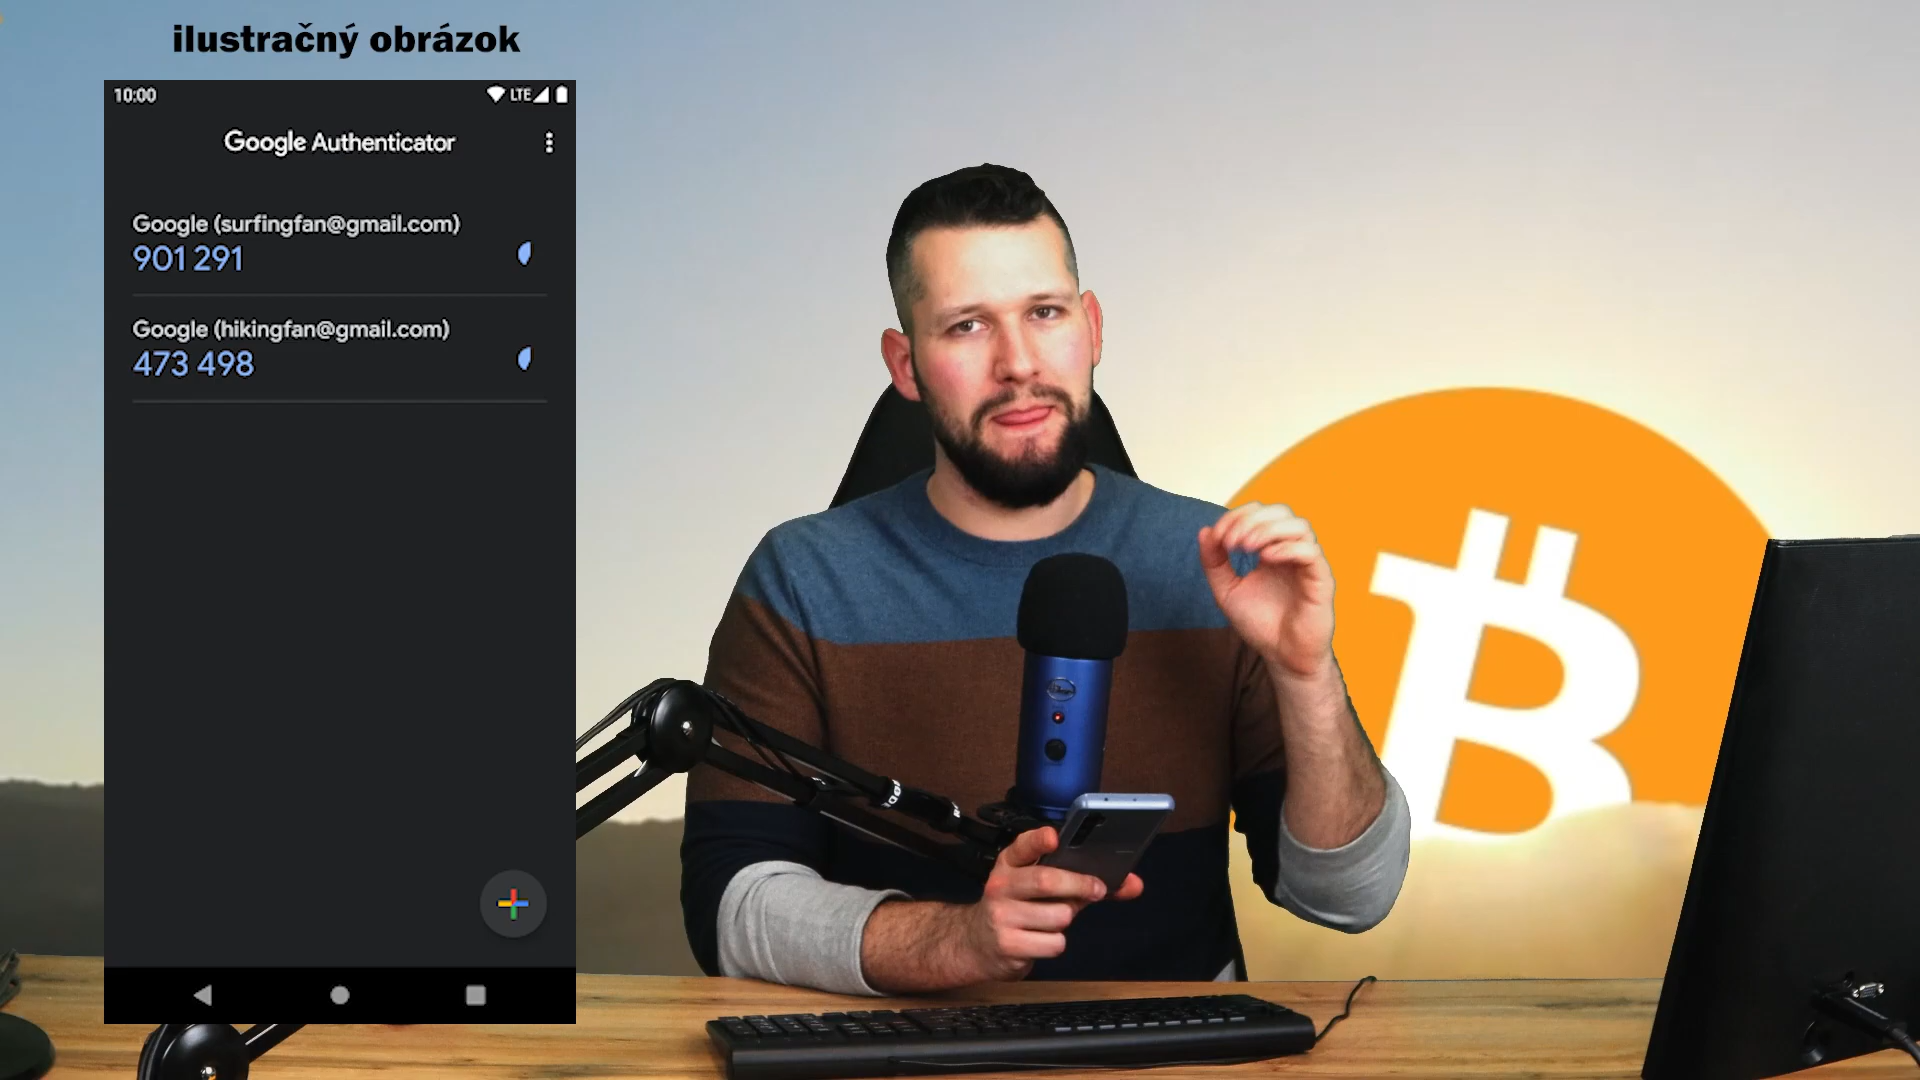 ilustračný obrázok
10:00
LTE
Google Authenticator
Google (surfingfan@gmail.com)
901 291
Google (hikingfan@gmail.com)
473 498